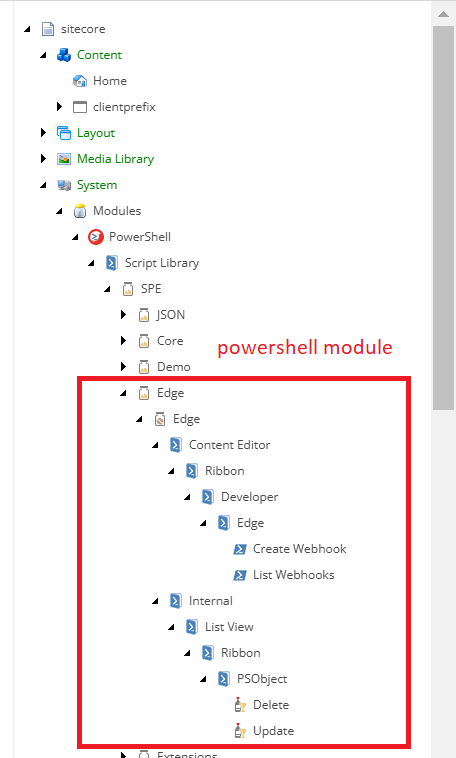 sitecore
Content
Home
clientprefix
Layout
Media Library
System
Modules
PowerShell
Script Library
SPE
JSON
Core
powershell module
Demo
Edge
Edge
Content Editor
Ribbon
Developer
Edge
Create Webhook
List Webhooks
Internal
List View
Ribbon
PSObject
Delete
Update
Extensions